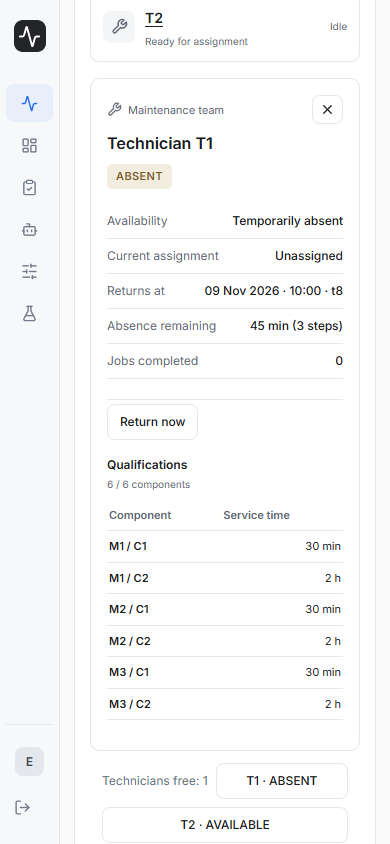 T2
Idle
Ready for assignment
Maintenance team
Technician T1
ABSENT
Availability Temporarily absent
Current assignment Unassigned
Returns at 09 Nov 2026 · 10:00 · t8
Absence remaining 45 min (3 steps)
Jobs completed 0
Return now
Qualifications
6 / 6 components
Component Service time
M1 / C1 30 min
M1 / C2 2 h
M2 / C1 30 min
M2 / C2 2 h
M3 / C1 30 min
M3 / C2 2 h
E
Technicians free: 1 T1 · ABSENT
T2 · AVAILABLE